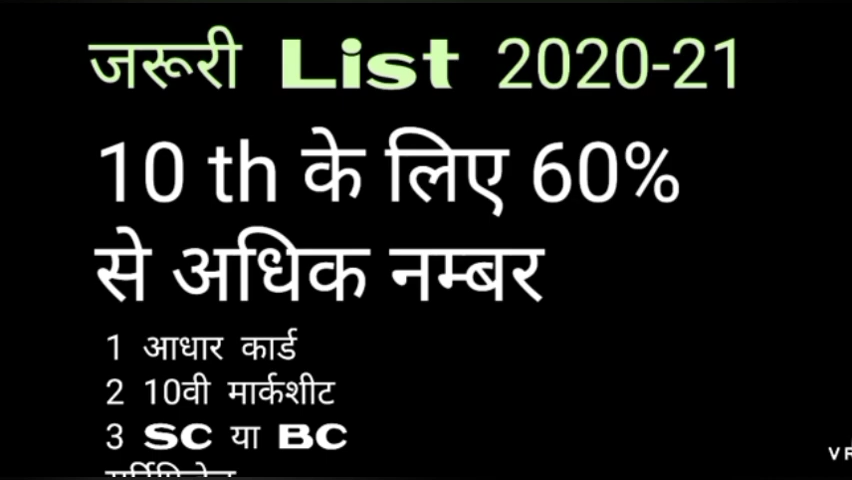 जरूरी List 2020-21
10 th के लिए 60%
से अधिक नम्बर
1 आधार कार्ड
2 10वी मार्कशीट
3 SC या BC